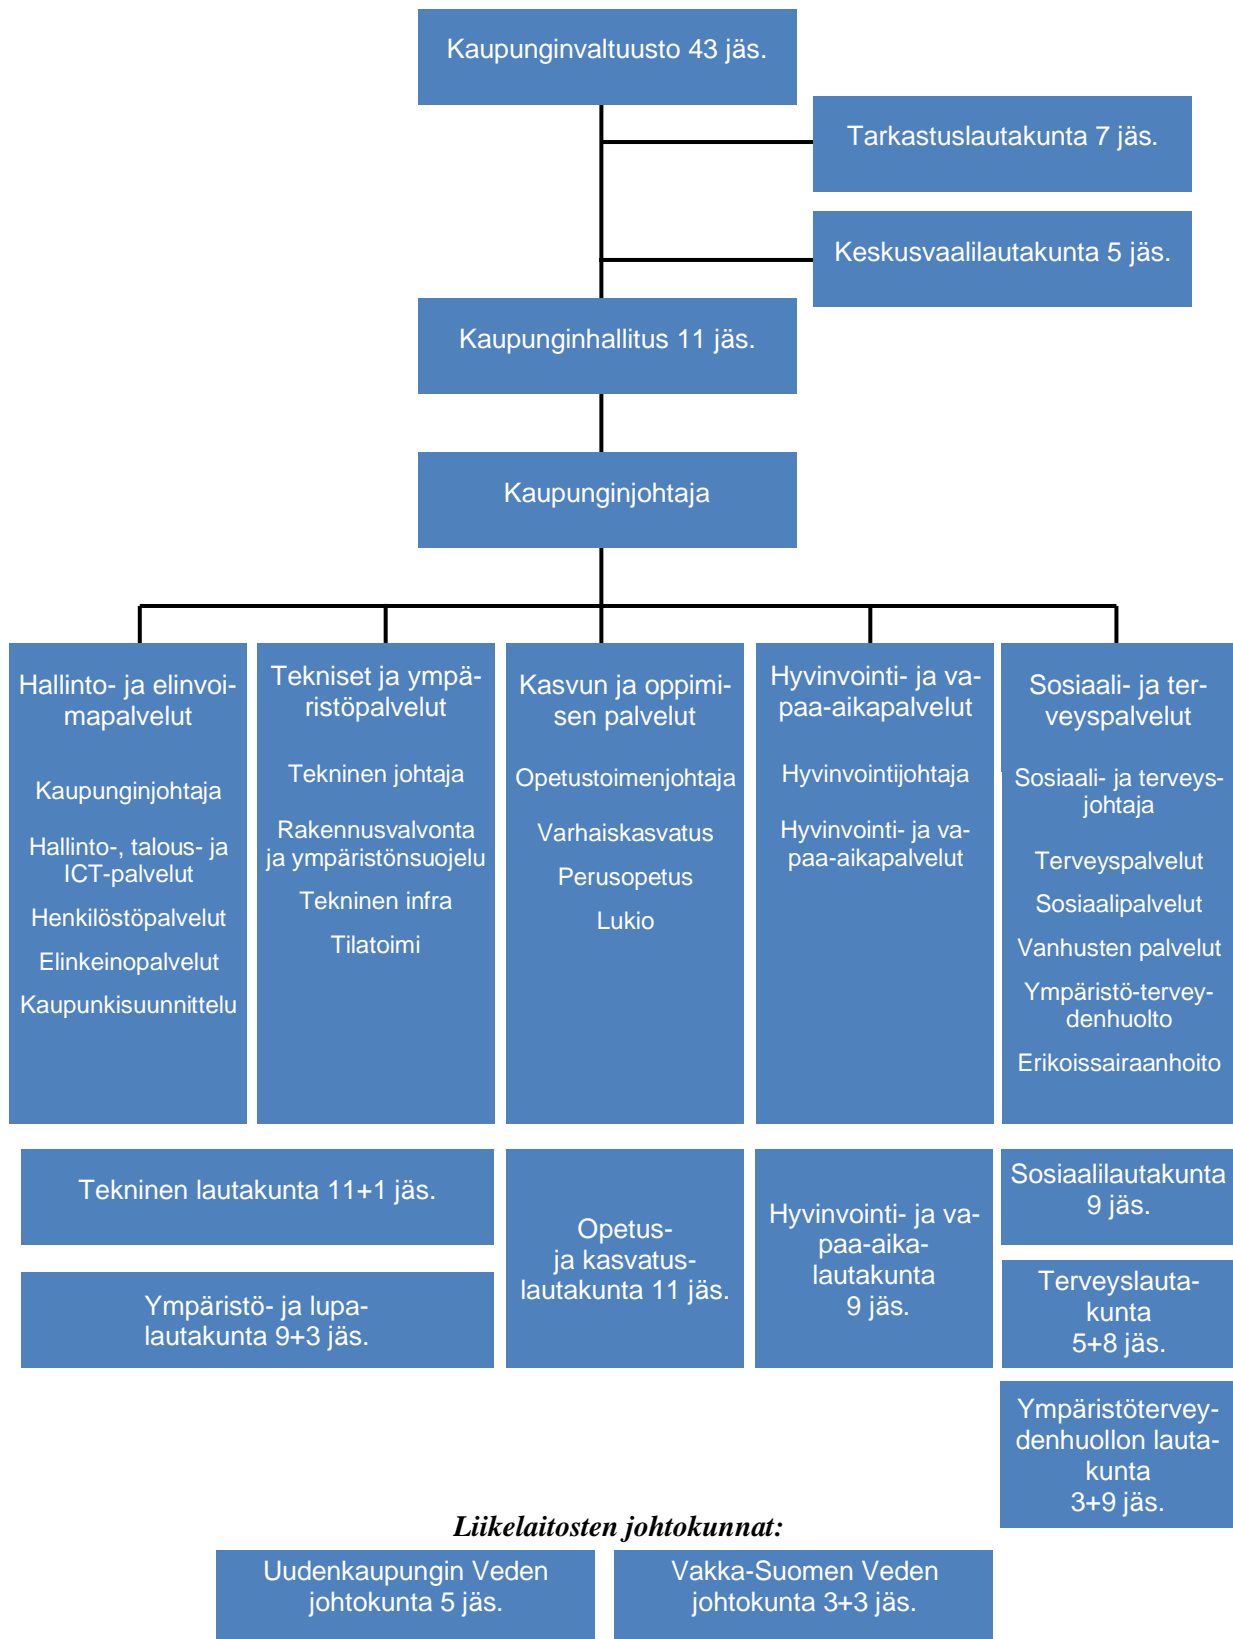 Kaupunginvaltuusto 43 jäs.
Tarkastuslautakunta 7 jäs.
Keskusvaalilautakunta 5 jäs.
Kaupunginhallitus 11 jäs.
Kaupunginjohtaja
Hallinto- ja elinvoi-
mapalvelut
Kaupunginjohtaja
Hallinto-, talous- ja
ICT-palvelut
Henkilöstöpalvelut
Elinkeinopalvelut
Kaupunkisuunnittelu
Tekniset ja ympä-
ristöpalvelut
Tekninen johtaja
Rakennusvalvonta
ja ympäristönsuojelu
Tekninen infra
Tilatoimi
Kasvun ja oppimi-
sen palvelut
Opetustoimenjohtaja
Varhaiskasvatus
Perusopetus
Lukio
Hyvinvointi- ja va-
paa-aikapalvelut
Hyvinvointijohtaja
Hyvinvointi- ja va-
paa-aikapalvelut
Sosiaali- ja ter-
veyspalvelut
Sosiaali- ja terveys-
johtaja
Terveyspalvelut
Sosiaalipalvelut
Vanhusten palvelut
Ympäristö-tervey-
denhuolto
Erikoissairaanhoito
Tekninen lautakunta 11+1 jäs.
Ympäristö- ja lupa-
lautakunta 9+3 jäs.
Opetus-
ja kasvatus-
lautakunta 11 jäs.
Hyvinvointi- ja va-
paa-aika-
lautakunta
9 jäs.
Sosiaalilautakunta
9 jäs.
Terveyslauta-
kunta
5+8 jäs.
Ympäristötervey-
denhuollon lauta-
kunta
3+9 jäs.
Liikelaitosten johtokunnat:
Uudenkaupungin Veden
johtokunta 5 jäs.
Vakka-Suomen Veden
johtokunta 3+3 jäs.